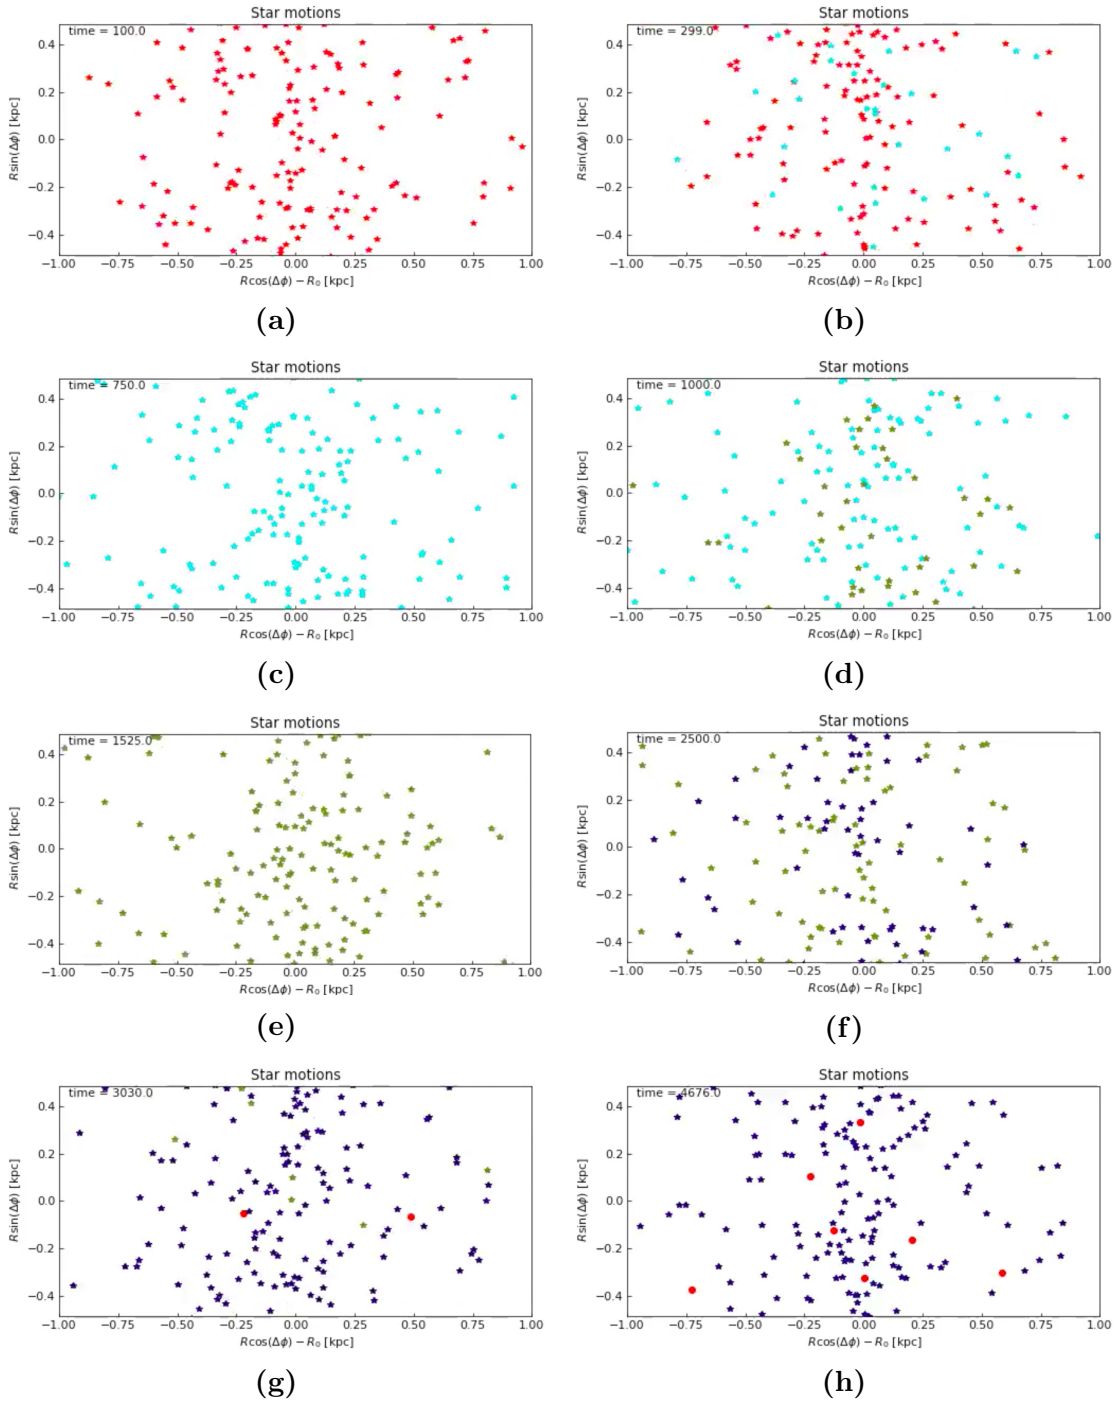 Star motions
time = 100.0
0.4
0.2
0.0
−0.2
−0.4
Rsin(Δϕ) [kpc]
−1.00 −0.75 −0.50 −0.25 0.00 0.25 0.50 0.75 1.00
Rcos(Δϕ) − R₀ [kpc]
(a)
Star motions
time = 299.0
0.4
0.2
0.0
−0.2
−0.4
Rsin(Δϕ) [kpc]
−1.00 −0.75 −0.50 −0.25 0.00 0.25 0.50 0.75 1.00
Rcos(Δϕ) − R₀ [kpc]
(b)
Star motions
time = 750.0
0.4
0.2
0.0
−0.2
−0.4
Rsin(Δϕ) [kpc]
−1.00 −0.75 −0.50 −0.25 0.00 0.25 0.50 0.75 1.00
Rcos(Δϕ) − R₀ [kpc]
(c)
Star motions
time = 1000.0
0.4
0.2
0.0
−0.2
−0.4
Rsin(Δϕ) [kpc]
−1.00 −0.75 −0.50 −0.25 0.00 0.25 0.50 0.75 1.00
Rcos(Δϕ) − R₀ [kpc]
(d)
Star motions
time = 1525.0
0.4
0.2
0.0
−0.2
−0.4
Rsin(Δϕ) [kpc]
−1.00 −0.75 −0.50 −0.25 0.00 0.25 0.50 0.75 1.00
Rcos(Δϕ) − R₀ [kpc]
(e)
Star motions
time = 2500.0
0.4
0.2
0.0
−0.2
−0.4
Rsin(Δϕ) [kpc]
−1.00 −0.75 −0.50 −0.25 0.00 0.25 0.50 0.75 1.00
Rcos(Δϕ) − R₀ [kpc]
(f)
Star motions
time = 3030.0
0.4
0.2
0.0
−0.2
−0.4
Rsin(Δϕ) [kpc]
−1.00 −0.75 −0.50 −0.25 0.00 0.25 0.50 0.75 1.00
Rcos(Δϕ) − R₀ [kpc]
(g)
Star motions
time = 4676.0
0.4
0.2
0.0
−0.2
−0.4
Rsin(Δϕ) [kpc]
−1.00 −0.75 −0.50 −0.25 0.00 0.25 0.50 0.75 1.00
Rcos(Δϕ) − R₀ [kpc]
(h)